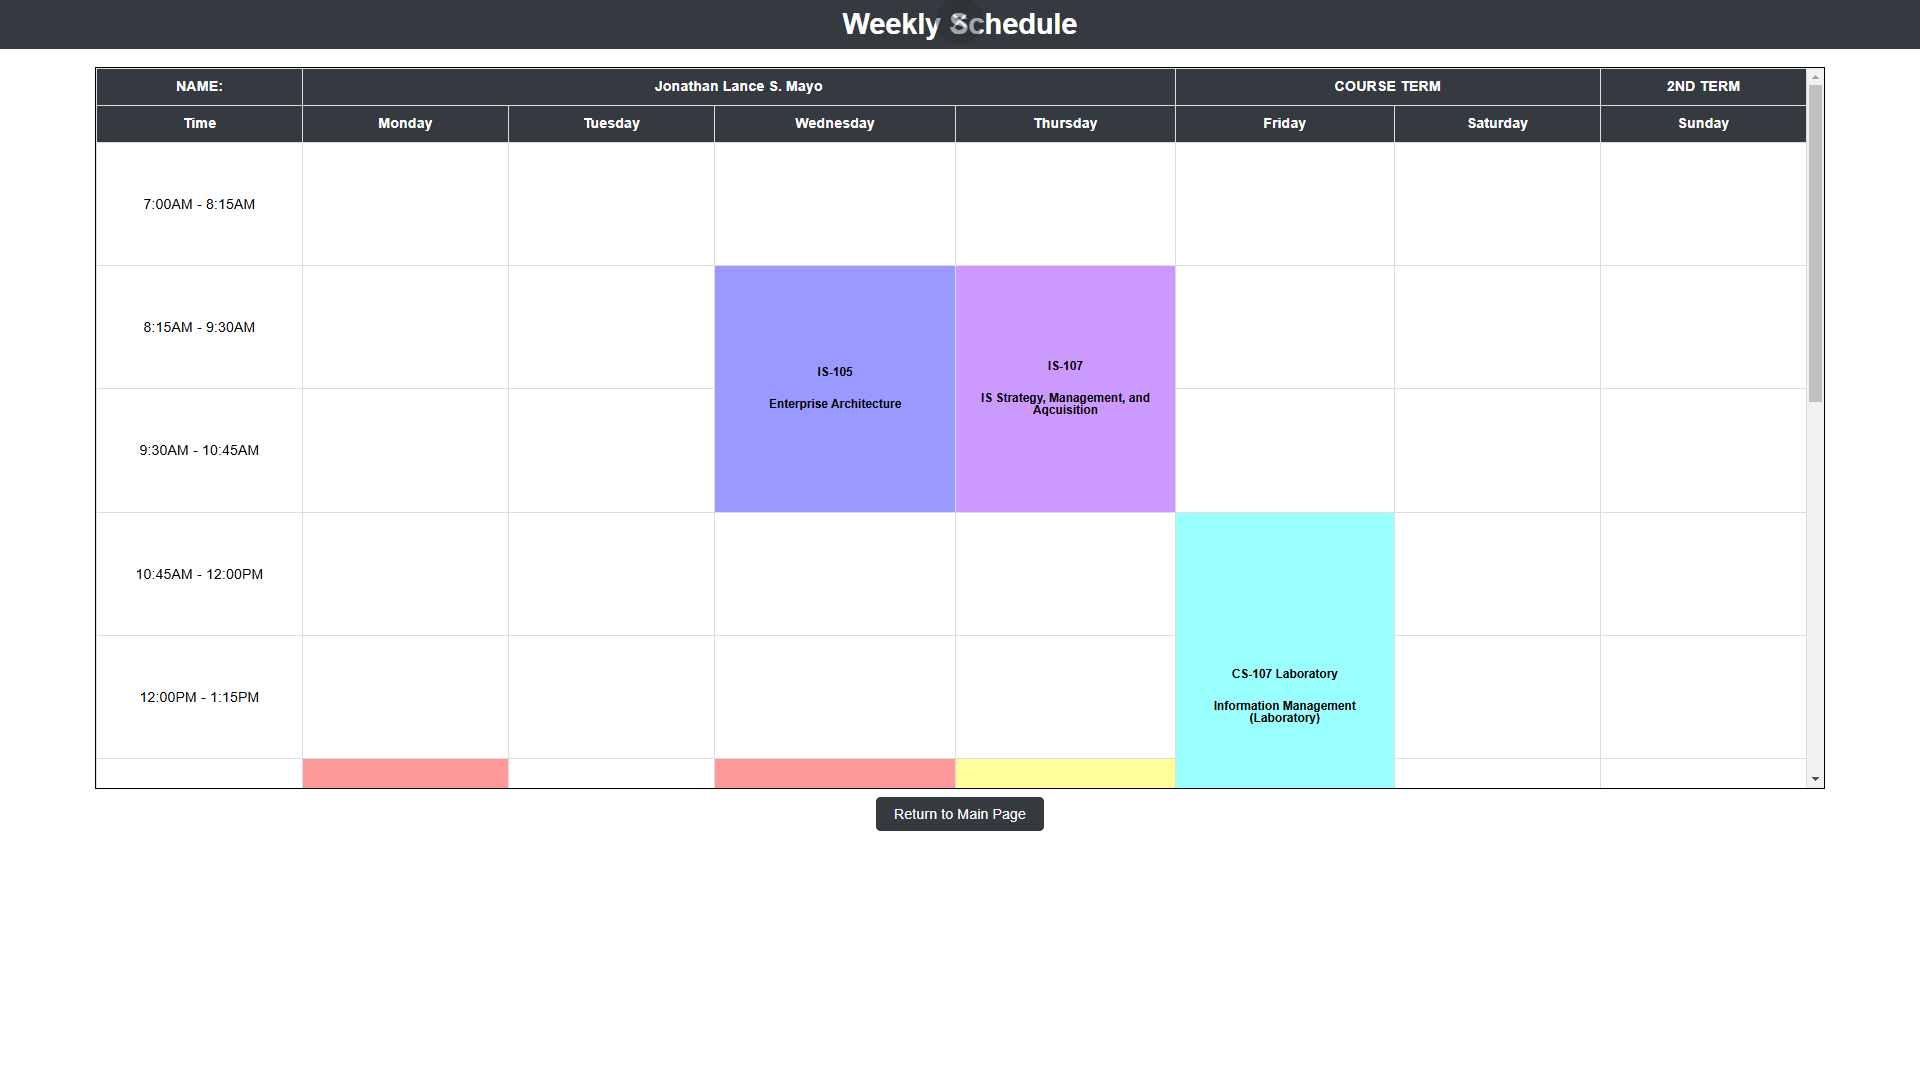 Weekly Schedule
NAME: Jonathan Lance S. Mayo COURSE TERM 2ND TERM
Time Monday Tuesday Wednesday Thursday Friday Saturday Sunday
7:00AM - 8:15AM
8:15AM - 9:30AM
IS-105
Enterprise Architecture
IS-107
IS Strategy, Management, and
Aqcuisition
9:30AM - 10:45AM
10:45AM - 12:00PM
12:00PM - 1:15PM
CS-107 Laboratory
Information Management
(Laboratory)
Return to Main Page